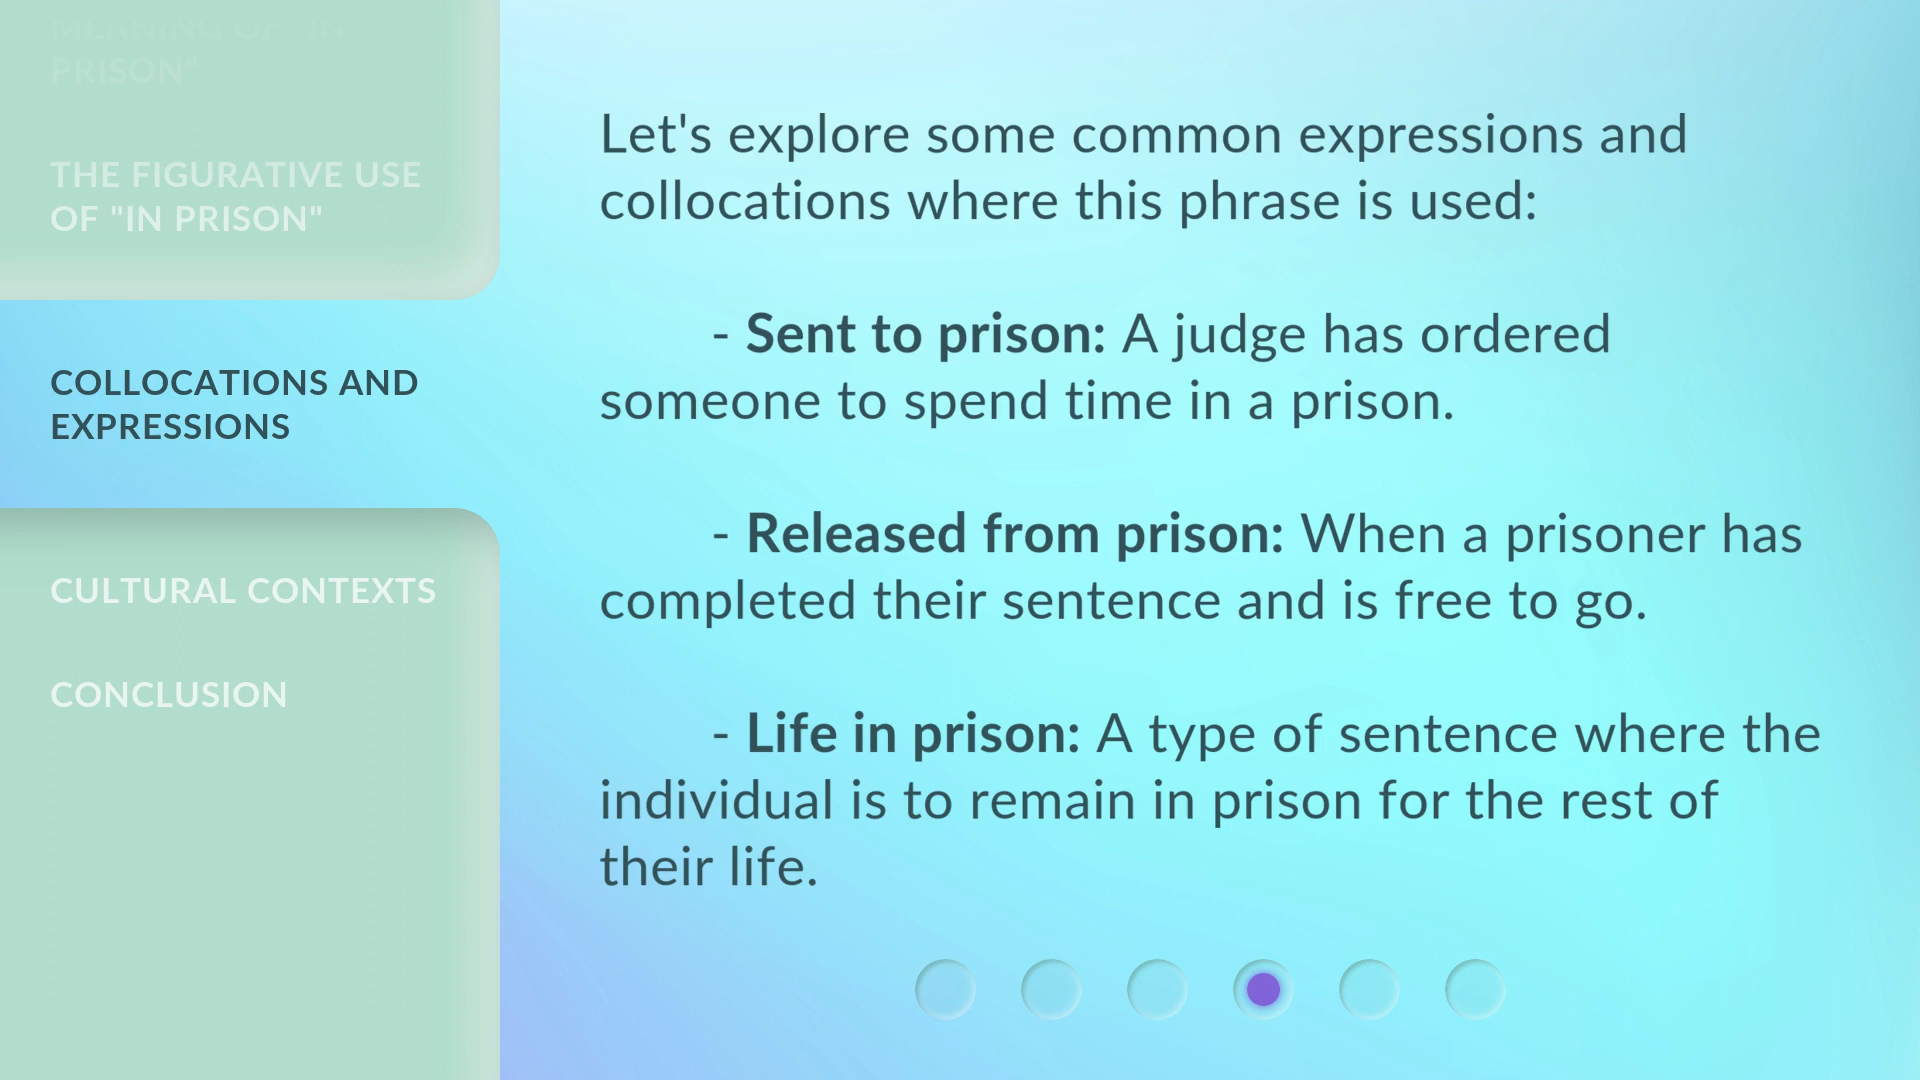 MEANING OF "IN
PRISON"
THE FIGURATIVE USE
OF "IN PRISON"
COLLOCATIONS AND
EXPRESSIONS
CULTURAL CONTEXTS
CONCLUSION
Let's explore some common expressions and
collocations where this phrase is used:
- Sent to prison: A judge has ordered
someone to spend time in a prison.
- Released from prison: When a prisoner has
completed their sentence and is free to go.
- Life in prison: A type of sentence where the
individual is to remain in prison for the rest of
their life.